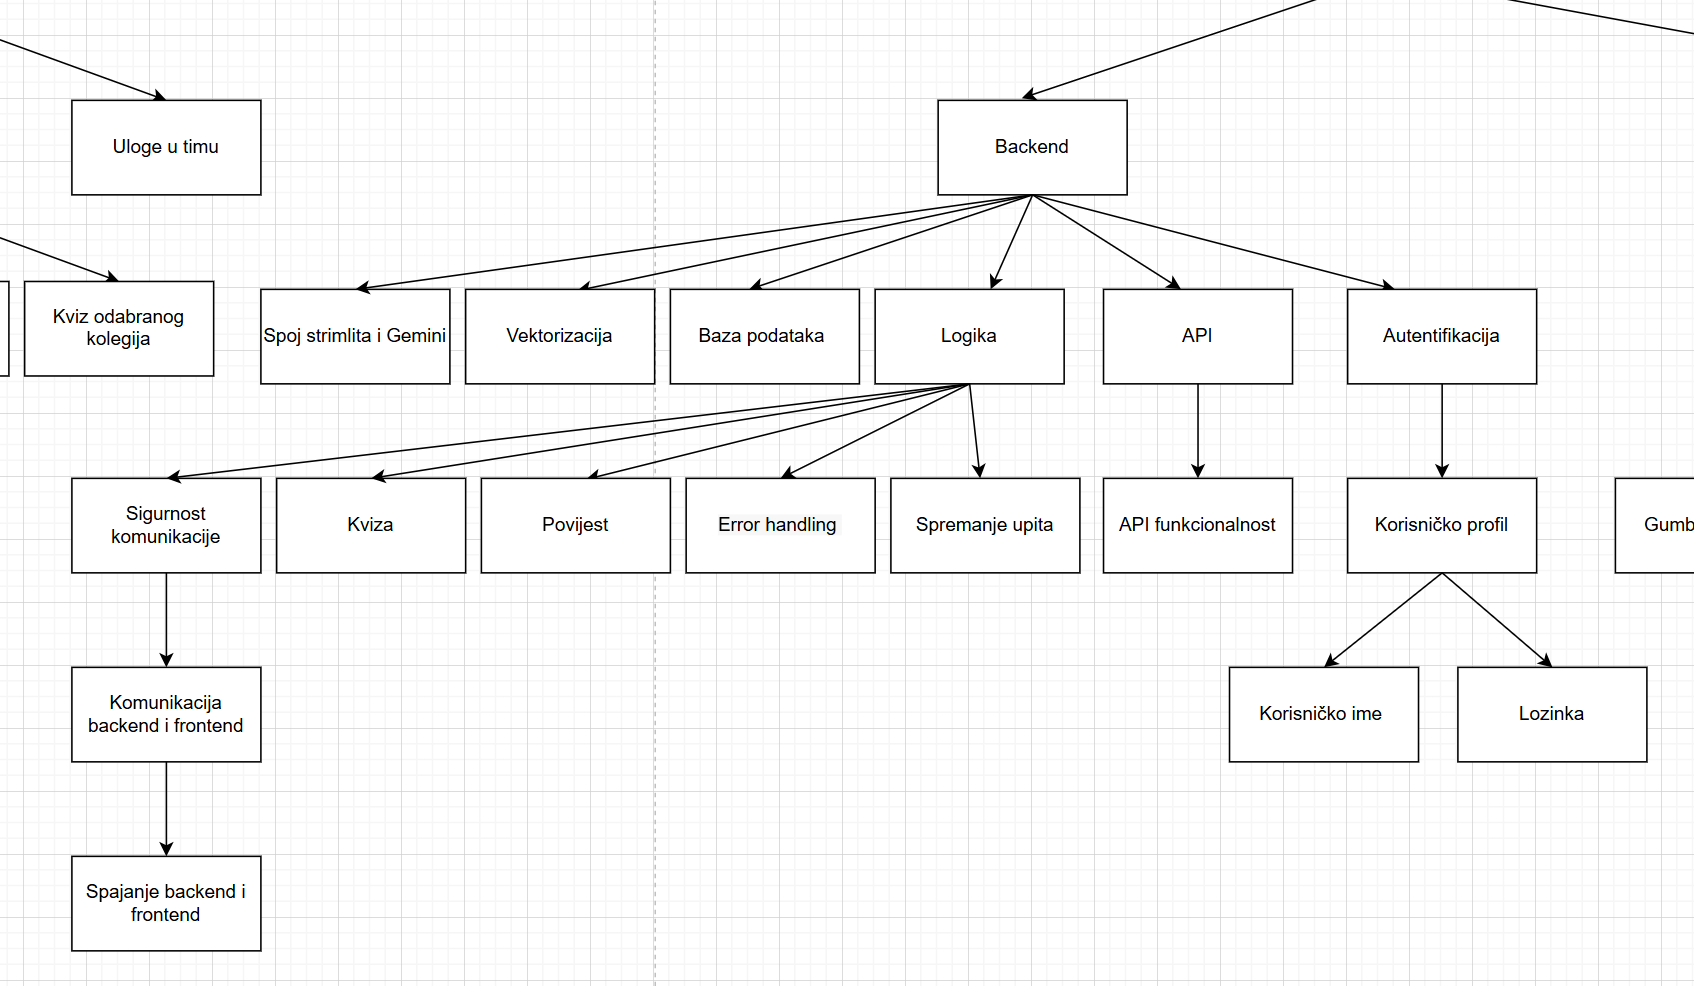 Uloge u timu
Backend
Kviz odabranog
kolegija
Spoj strimlita i Gemini
Vektorizacija
Baza podataka
Logika
API
Autentifikacija
Sigurnost
komunikacije
Kviza
Povijest
Error handling
Spremanje upita
API funkcionalnost
Korisničko profil
Gumb
Komunikacija
backend i frontend
Korisničko ime
Lozinka
Spajanje backend i
frontend